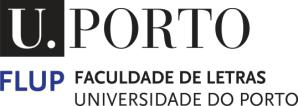 U. PORTO
FLUP FACULDADE DE LETRAS
UNIVERSIDADE DO PORTO